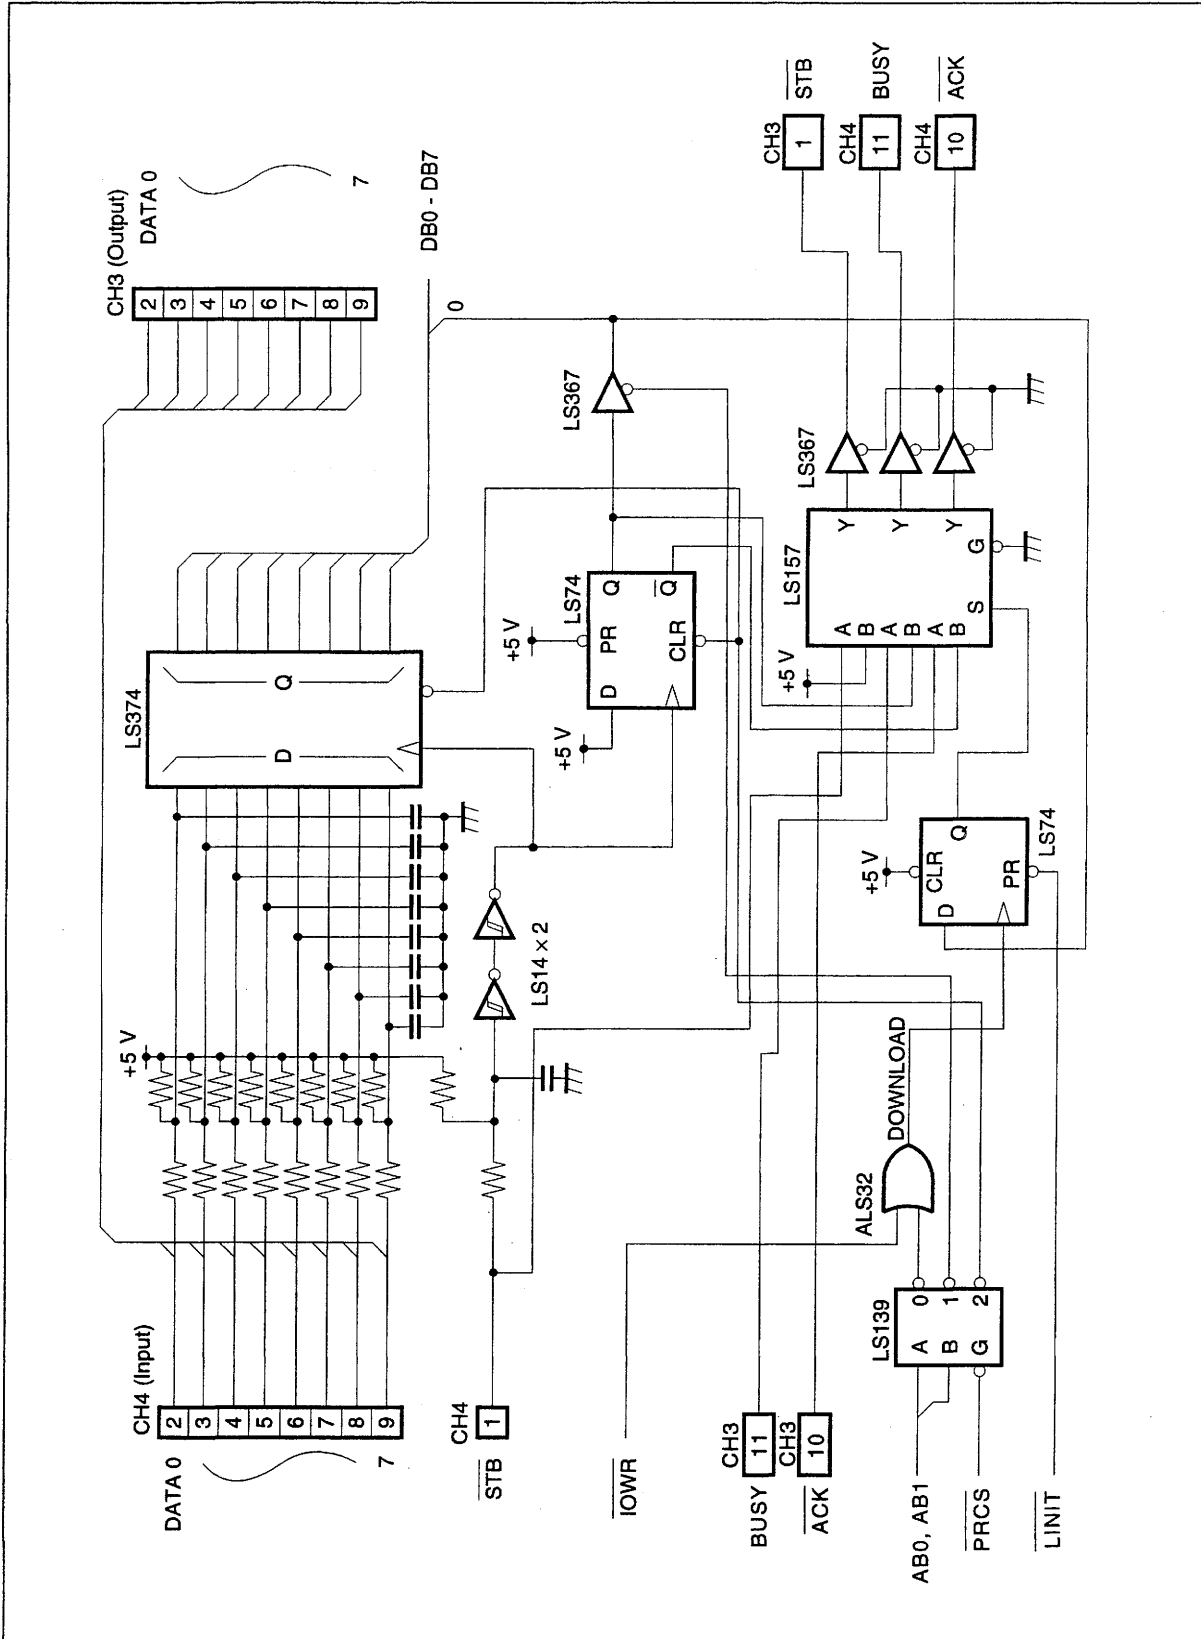 CH4 (Input)
DATA 0
2
3
4
5
6
7
8
9
7
+5 V
LS374
D
Q
CH3 (Output)
DATA 0
2
3
4
5
6
7
8
9
7
DB0 - DB7
0
CH4
1
STB
LS14 × 2
+5 V
D
+5 V
PR
LS74
Q
Q
CLR
LS367
IOWR
CH3
11
BUSY
CH3
10
ACK
+5 V
A
B
A
B
A
B
LS157
Y
Y
Y
S
G
LS367
CH3
1
STB
CH4
11
BUSY
CH4
10
ACK
AB0, AB1
PRCS
LINIT
LS139
A
B
G
0
1
2
ALS32
DOWNLOAD
+5 V
CLR
D
Q
PR
LS74